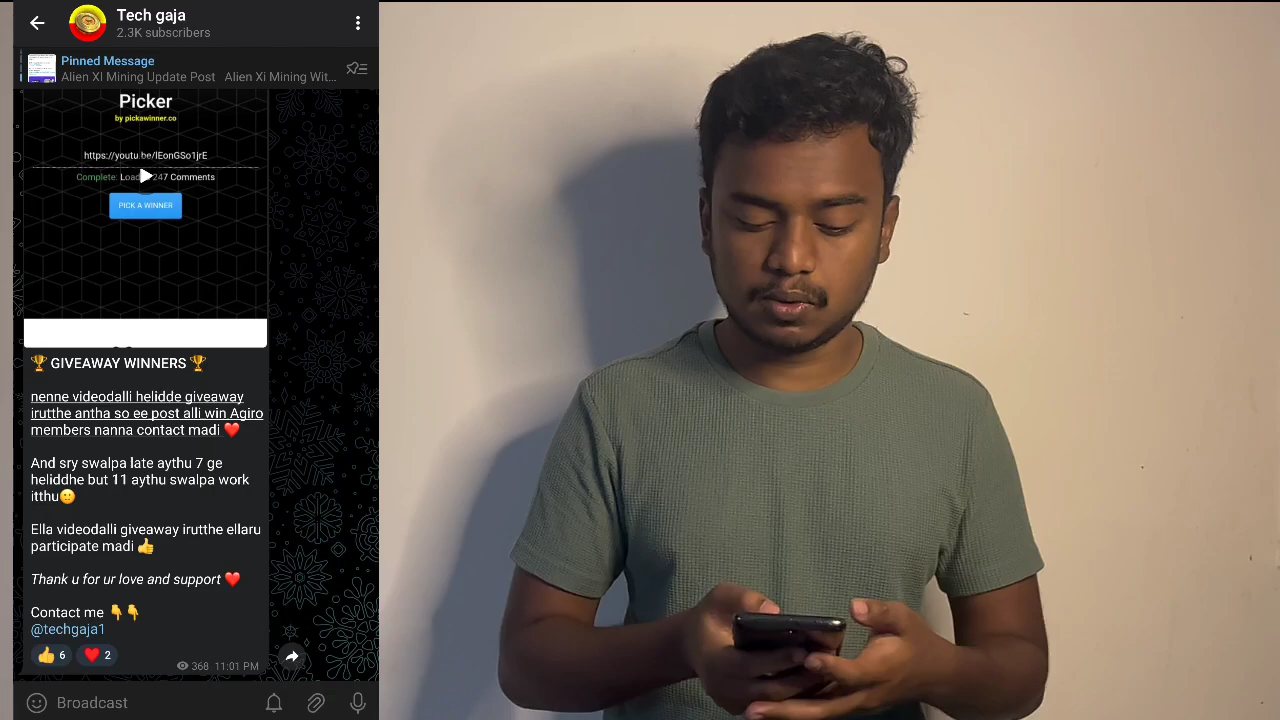 Tech gaja
2.3K subscribers
Pinned Message
Alien XI Mining Update Post Alien Xi Mining Wit...
Picker
by pickawinner.co
https://youtu.be/lEonGSo1jrE
Complete: Load 247 Comments
PICK A WINNER
🏆 GIVEAWAY WINNERS 🏆
nenne videodalli helidde giveaway
irutthe antha so ee post alli win Agiro
members nanna contact madi ❤️
And sry swalpa late aythu 7 ge
heliddhe but 11 aythu swalpa work
itthu🙂
Ella videodalli giveaway irutthe ellaru
participate madi 👍
Thank u for ur love and support ❤️
Contact me 👇👇
@techgaja1
👍 6 ❤️ 2
368 11:01 PM
Broadcast